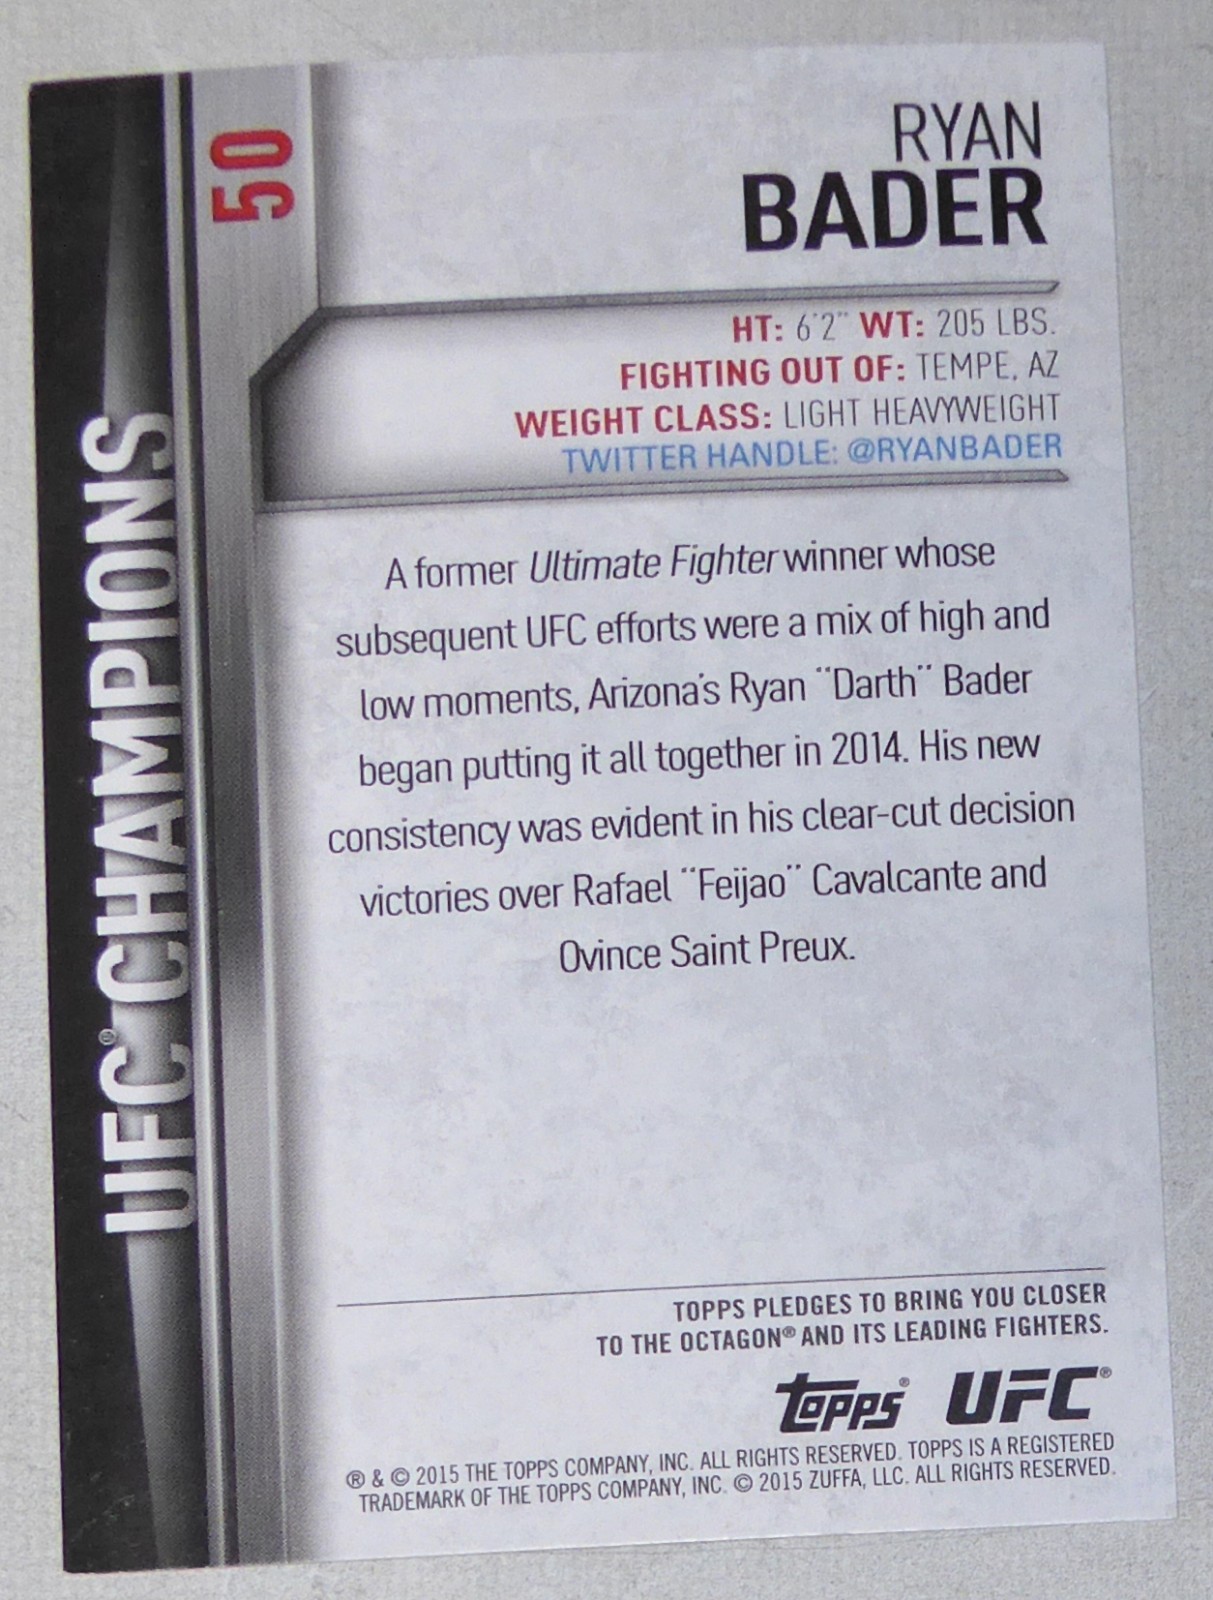 50
RYAN
BADER
HT: 6'2" WT: 205 LBS.
FIGHTING OUT OF: TEMPE, AZ
WEIGHT CLASS: LIGHT HEAVYWEIGHT
TWITTER HANDLE: @RYANBADER
UFC® CHAMPIONS
A former Ultimate Fighter winner whose
subsequent UFC efforts were a mix of high and
low moments, Arizona's Ryan "Darth" Bader
began putting it all together in 2014. His new
consistency was evident in his clear-cut decision
victories over Rafael "Feijao" Cavalcante and
Ovince Saint Preux.
TOPPS PLEDGES TO BRING YOU CLOSER
TO THE OCTAGON® AND ITS LEADING FIGHTERS.
topps® UFC®
® & © 2015 THE TOPPS COMPANY, INC. ALL RIGHTS RESERVED. TOPPS IS A REGISTERED
TRADEMARK OF THE TOPPS COMPANY, INC. © 2015 ZUFFA, LLC. ALL RIGHTS RESERVED.